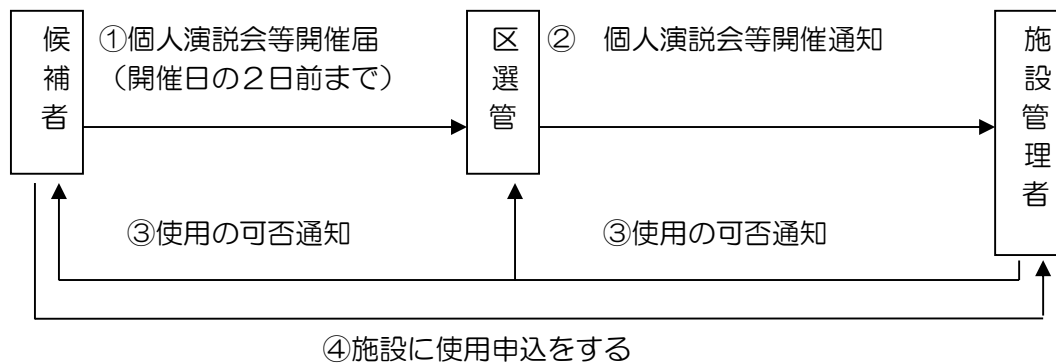 候補者
①個人演説会等開催届
（開催日の２日前まで）
区選管
② 個人演説会等開催通知
施設管理者
③使用の可否通知
③使用の可否通知
④施設に使用申込をする